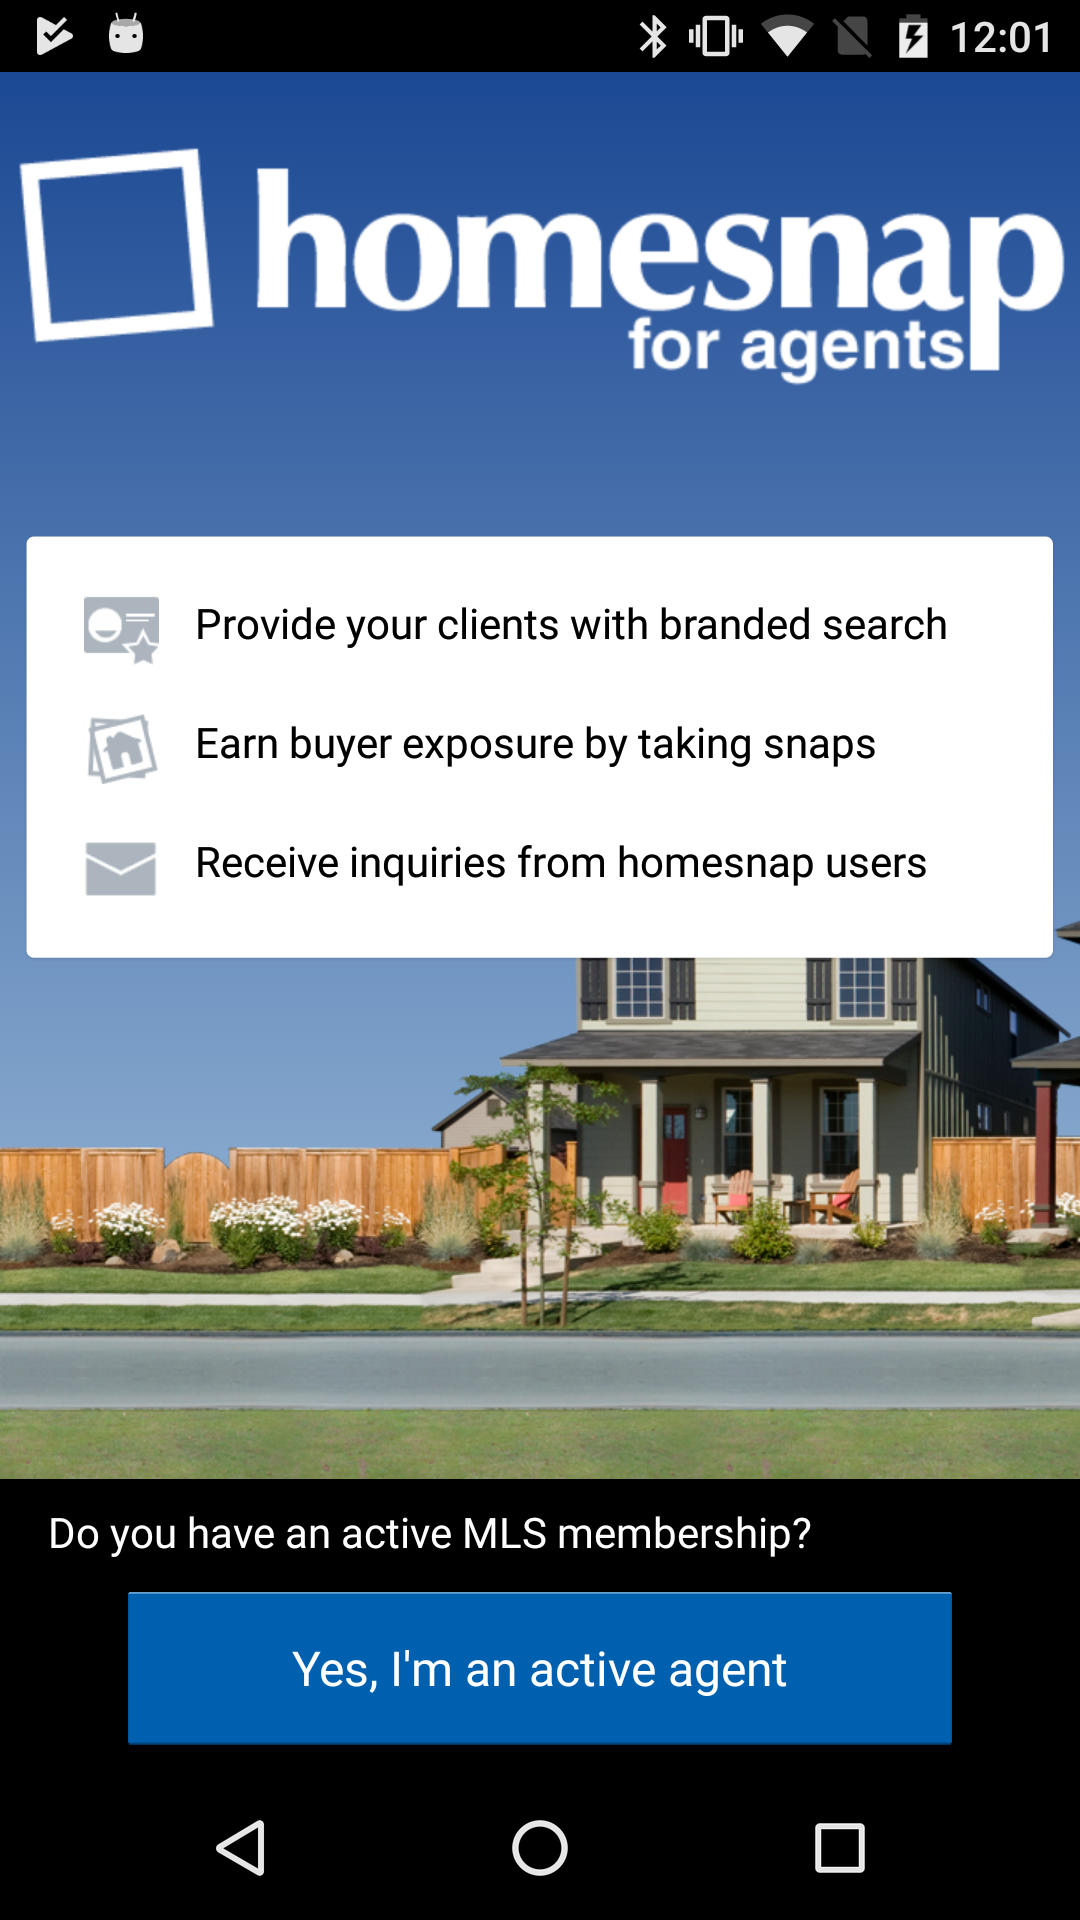 12:01
homesnap
for agents
Provide your clients with branded search
Earn buyer exposure by taking snaps
Receive inquiries from homesnap users
Do you have an active MLS membership?
Yes, I'm an active agent